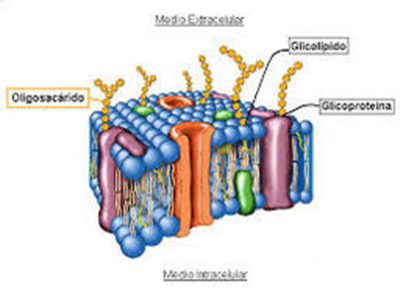 Medio Extracelular
Glicolípido
Oligosacárido
Glicoproteína
Medio Intracelular